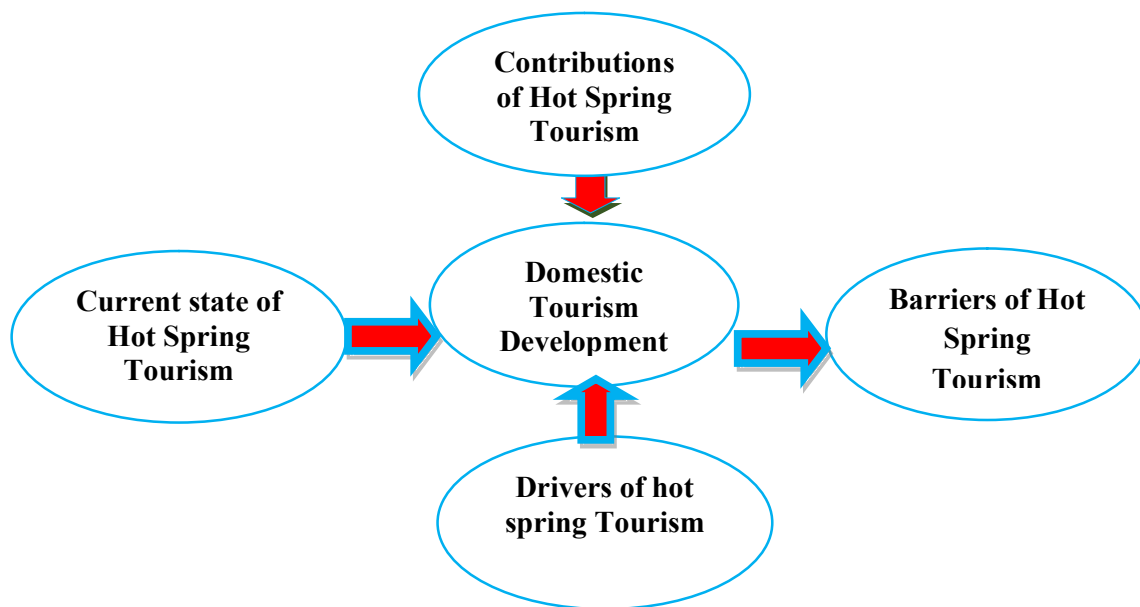 Contributions
of Hot Spring
Tourism
Current state of
Hot Spring
Tourism
Domestic
Tourism
Development
Barriers of Hot
Spring
Tourism
Drivers of hot
spring Tourism